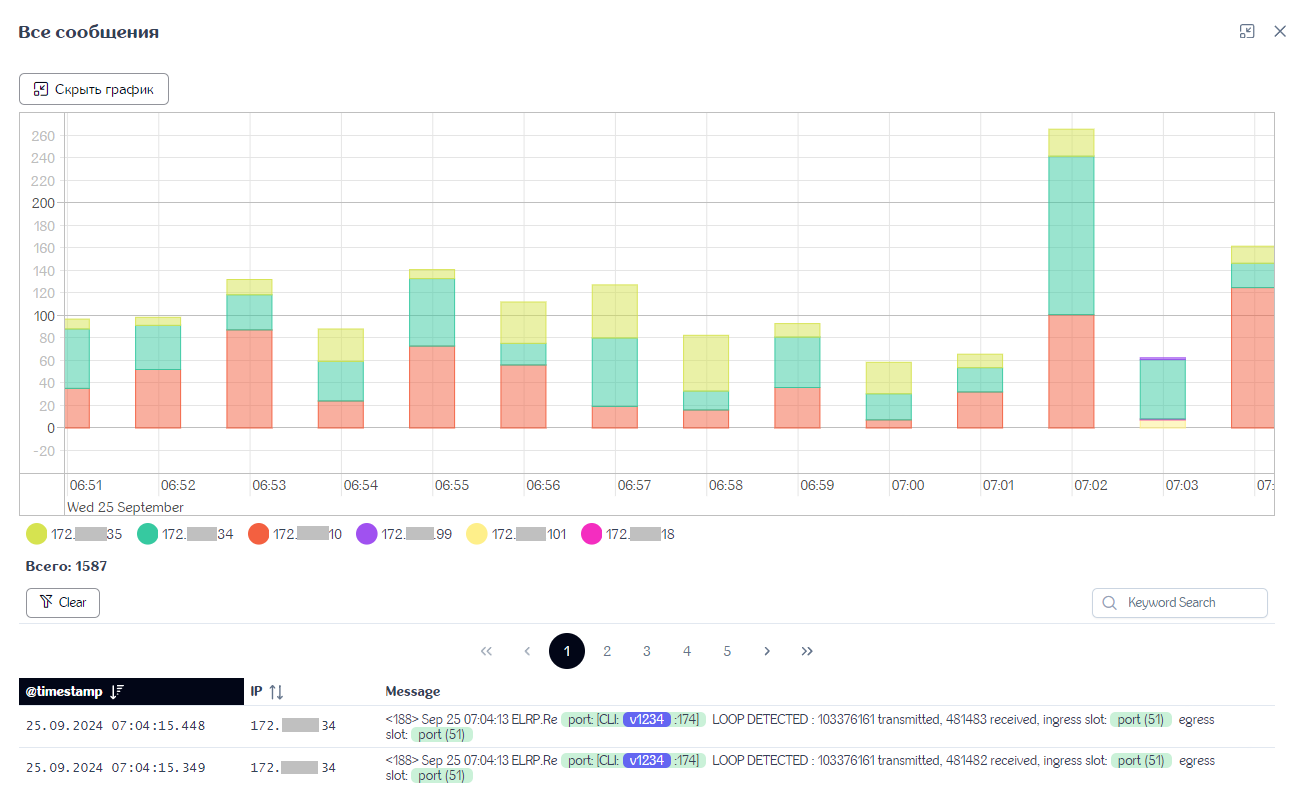 Все сообщения
Скрыть график
260
240
220
200
180
160
140
120
100
80
60
40
20
0
-20
06:51 06:52 06:53 06:54 06:55 06:56 06:57 06:58 06:59 07:00 07:01 07:02 07:03 07:
Wed 25 September
172. 35 172. 34 172. 10 172. .99 172. 101 172. 18
Всего: 1587
Clear
Keyword Search
<< < 1 2 3 4 5 > >>
@timestamp IP Message
25.09.2024 07:04:15.448 172. 34 <188> Sep 25 07:04:13 ELRP.Re port: [CLI: v1234 :174] LOOP DETECTED : 103376161 transmitted, 481483 received, ingress slot: port (51) egress
slot: port (51)
25.09.2024 07:04:15.349 172. 34 <188> Sep 25 07:04:13 ELRP.Re port: [CLI: v1234 :174] LOOP DETECTED : 103376161 transmitted, 481482 received, ingress slot: port (51) egress
slot: port (51)